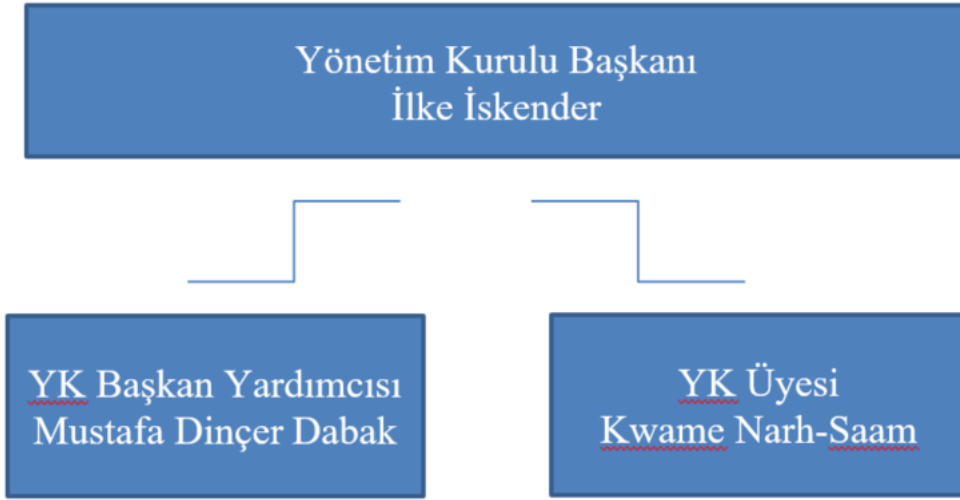 Yönetim Kurulu Başkanı
İlke İskender
YK Başkan Yardımcısı
Mustafa Dinçer Dabak
YK Üyesi
Kwame Narh-Saam